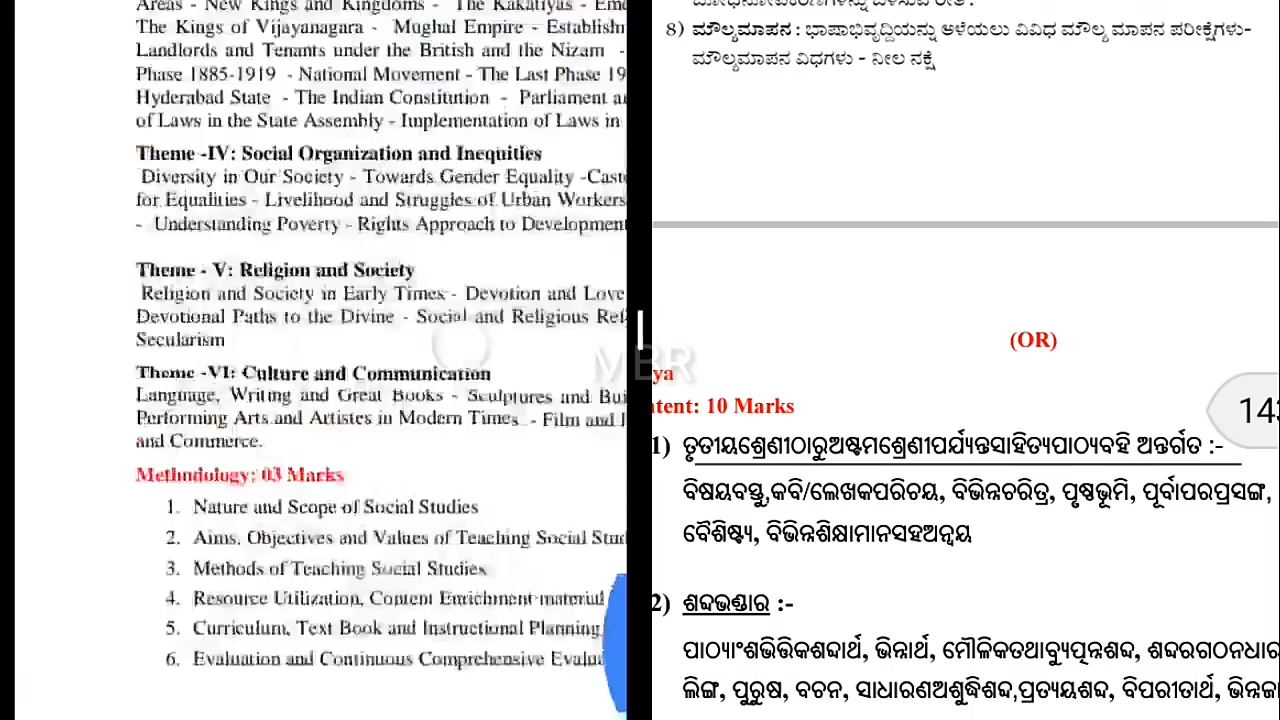 Areas - New Kings and Kingdoms - The Kakatiyas -
The Kings of Vijayanagara - Mughal Empire -
Landlords and Tenants under the British and the Nizam -
Phase 1885-1919 - National Movement - The Last Phase
Hyderabad State - The Indian Constitution - Parliament
of Laws in the State Assembly - Implementation of Laws in
Theme -IV: Social Organization and Inequities
Diversity in Our Society - Towards Gender Equality -
for Equalities - Livelihood and Struggles of Urban Workers
- Understanding Poverty - Rights Approach to Development
Theme - V: Religion and Society
Religion and Society in Early Times - Devotion and Love
Devotional Paths to the Divine - Social and Religious
Secularism
Theme -VI: Culture and Communication
Language, Writing and Great Books - Sculptures and
Performing Arts and Artistes in Modern Times - Film and
and Commerce.
Methodology: 03 Marks
1. Nature and Scope of Social Studies
2. Aims, Objectives and Values of Teaching Social
3. Methods of Teaching Social Studies
4. Resource Utilization, Content Enrichment material
5. Curriculum, Text Book and Instructional Planning
6. Evaluation and Continuous Comprehensive
8) ಮೌಲ್ಯಮಾಪನ : ಭಾಷಾಭಿವೃದ್ದಿಯನ್ನು ಅಳೆಯಲು ವಿವಿಧ ಮೌಲ್ಯ ಮಾಪನ ಪರೀಕ್ಷೆಗಳು-
ಮೌಲ್ಯಮಾಪನ ವಿಧಗಳು - ನೀಲ ನಕ್ಷೆ
(OR)
: 10 Marks
1) ତୃତୀୟଶ୍ରେଣୀଠାରୁଅଷ୍ଟମଶ୍ରେଣୀପର୍ଯ୍ୟନ୍ତସାହିତ୍ୟପାଠ୍ୟବହି ଅନ୍ତର୍ଗତ :-
ବିଷୟବସ୍ତୁ,କବି/ଲେଖକପରିଚୟ, ବିଭିନ୍ନଚରିତ୍ର, ପୃଷ୍ଠଭୂମି, ପୂର୍ବାପରପ୍ରସଙ୍ଗ,
ବୈଶିଷ୍ଟ୍ୟ, ବିଭିନ୍ନଶିକ୍ଷାମାନସହଅନ୍ୱୟ
2) ଶବ୍ଦଭଣ୍ଡାର :-
ପାଠ୍ୟାଂଶଭିତ୍ତିକଶବ୍ଦାର୍ଥ, ଭିନ୍ନାର୍ଥ, ମୌଳିକତଥାବ୍ୟୁତ୍ପନ୍ନଶବ୍ଦ,
ଲିଙ୍ଗ, ପୁରୁଷ, ବଚନ, ସାଧାରଣଅଶୁଦ୍ଧିଶବ୍ଦ,ପ୍ରତ୍ୟୟଶବ୍ଦ, ବିପରୀତାର୍ଥ,
MBR